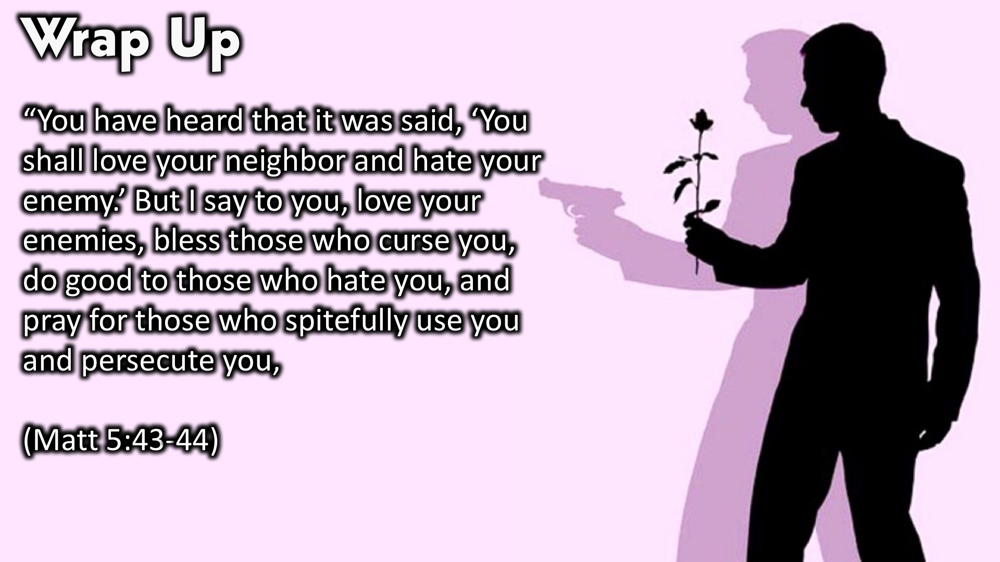 Wrap Up
“You have heard that it was said, ‘You
shall love your neighbor and hate your
enemy.’ But I say to you, love your
enemies, bless those who curse you,
do good to those who hate you, and
pray for those who spitefully use you
and persecute you,
(Matt 5:43-44)